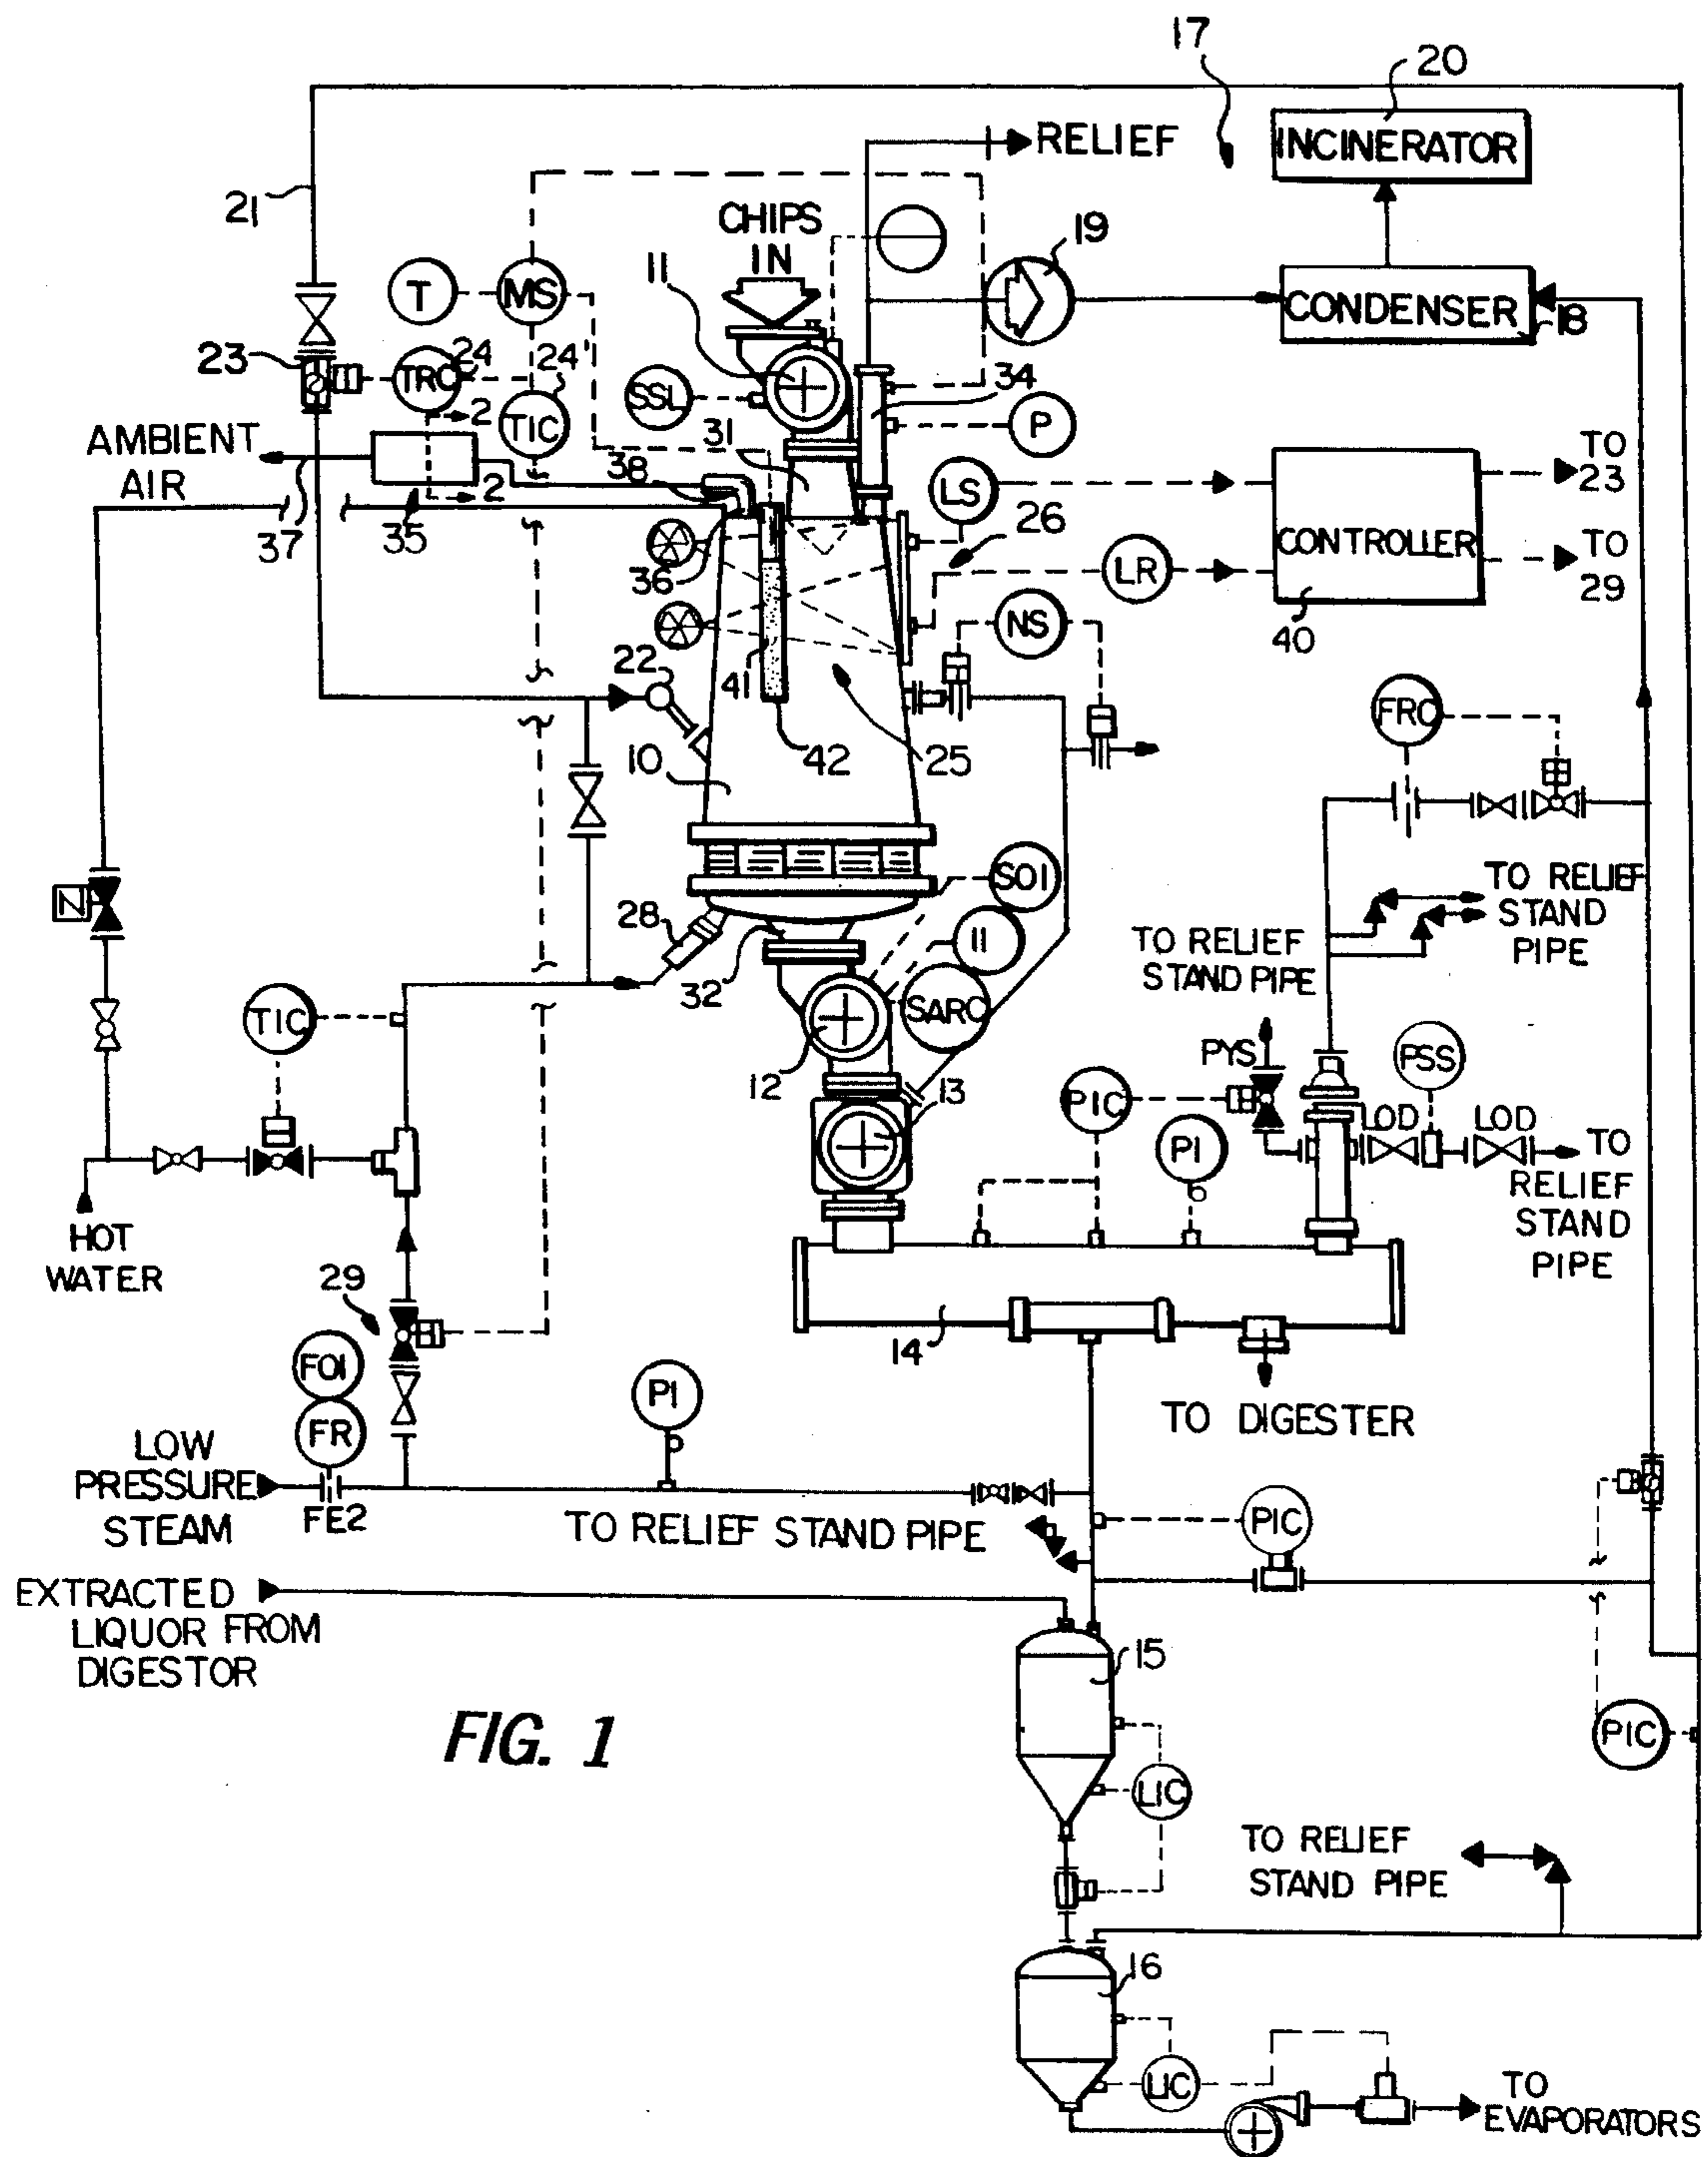 17
20
INCINERATOR
RELIEF
21
CHIPS
IN
19
11
T
MS
CONDENSER
18
23
TRC
24
24'
TIC
SSL
34
P
2
31
AMBIENT
AIR
38
LS
TO
23
37
35
2
26
CONTROLLER
36
LR
TO
29
40
NS
22
41
FRC
10
42
25
SO1
TO RELIEF
STAND
PIPE
28
11
TO RELIEF
STAND PIPE
32
SARC
TIC
12
PYS
PSS
13
PIC
LOD
LOD
PI
TO
RELIEF
STAND
PIPE
HOT
WATER
29
FOI
14
PI
FR
TO DIGESTER
LOW
PRESSURE
STEAM
FE2
TO RELIEF STAND PIPE
PIC
EXTRACTED
LIQUOR FROM
DIGESTOR
15
FIG. 1
PIC
LIC
TO RELIEF
STAND PIPE
16
LIC
TO
EVAPORATORS